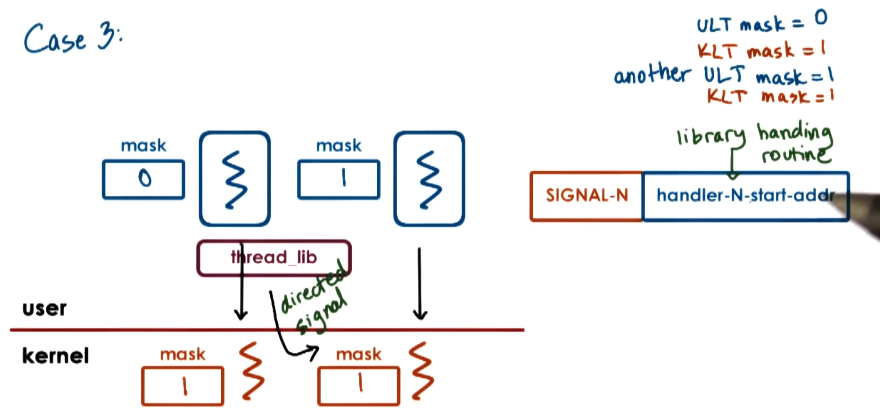 Case 3:
ULT mask = 0
KLT mask = 1
another ULT mask = 1
KLT mask = 1
library handing
routine
SIGNAL-N
handler-N-start-addr
mask
0
mask
1
thread_lib
directed
signal
user
kernel
mask
1
mask
1